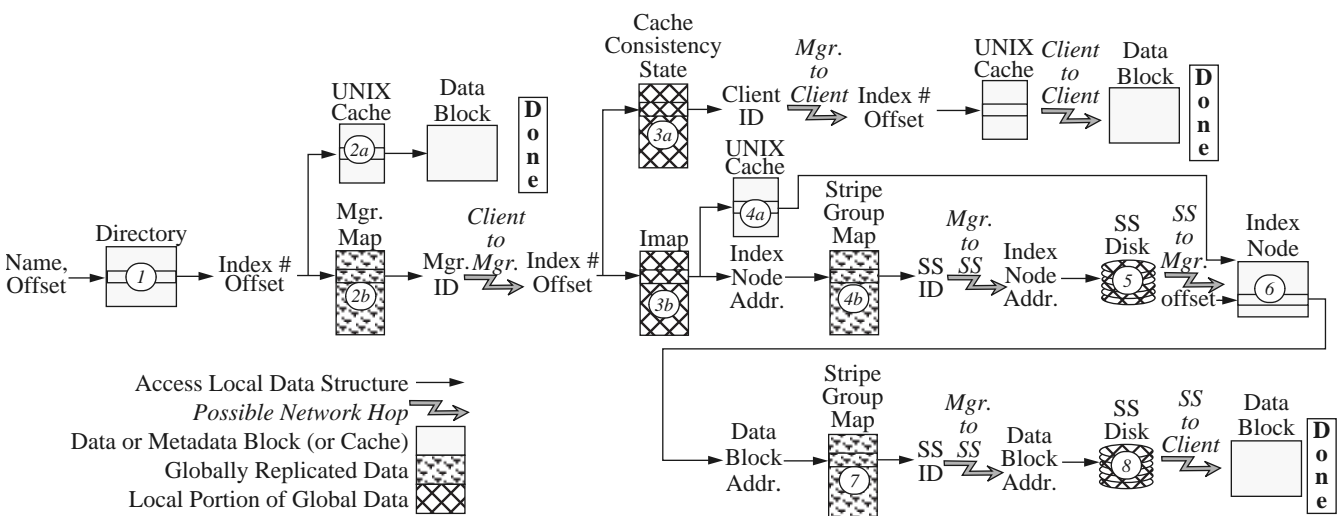 Name,
Offset
Directory
1
Index #
Offset
UNIX
Cache
2a
Data
Block
Done
Mgr.
Map
2b
Mgr.
ID
Client
to
Mgr.
Index #
Offset
Cache
Consistency
State
3a
Client
ID
Mgr.
to
Client
Index #
Offset
UNIX
Cache
Client
to
Client
Data
Block
Done
Imap
3b
UNIX
Cache
4a
Index
Node
Addr.
Stripe
Group
Map
4b
SS
ID
Mgr.
to
SS
Index
Node
Addr.
SS
Disk
5
SS
to
Mgr.
offset
Index
Node
6
Data
Block
Addr.
Stripe
Group
Map
7
SS
ID
Mgr.
to
SS
Data
Block
Addr.
SS
Disk
8
SS
to
Client
Data
Block
Done
Access Local Data Structure
Possible Network Hop
Data or Metadata Block (or Cache)
Globally Replicated Data
Local Portion of Global Data